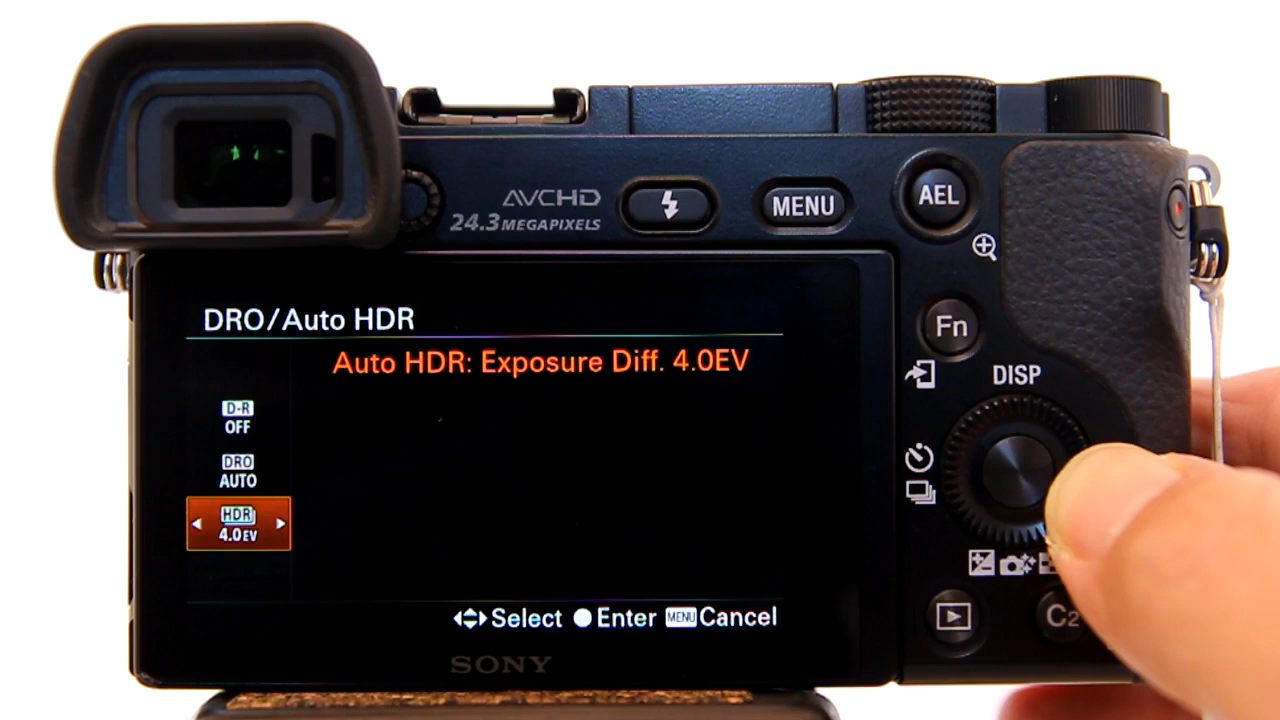 AVCHD
24.3 MEGAPIXELS
MENU
AEL
Fn
DISP
DRO/Auto HDR
Auto HDR: Exposure Diff. 4.0EV
D-R
OFF
DRO
AUTO
HDR
4.0EV
Select Enter MENU Cancel
SONY
C2